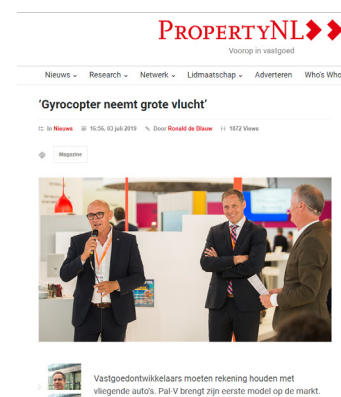 PROPERTYNL
Voorop in vastgoed
Nieuws Research Netwerk Lidmaatschap Adverteren Who's Who
'Gyrocopter neemt grote vlucht'
In Nieuws 16:56, 03 juli 2019 Door Ronald de Blauw 1072 Views
Magazine
Vastgoedontwikkelaars moeten rekening houden met
vliegende auto's. Pal-V brengt zijn eerste model op de markt.